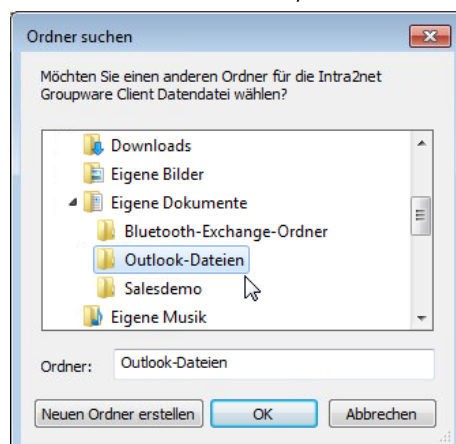 Ordner suchen
Möchten Sie einen anderen Ordner für die Intra2net
Groupware Client Datendatei wählen?
Downloads
Eigene Bilder
Eigene Dokumente
Bluetooth-Exchange-Ordner
Outlook-Dateien
Salesdemo
Eigene Musik
Ordner: Outlook-Dateien
Neuen Ordner erstellen OK Abbrechen